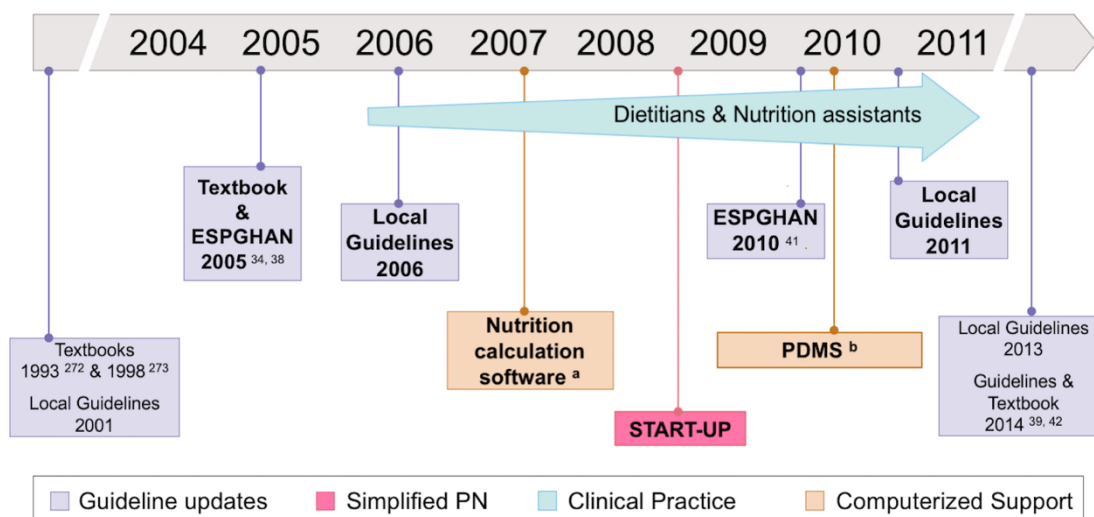 2004 2005 2006 2007 2008 2009 2010 2011
Dietitians & Nutrition assistants
Textbook
&
ESPGHAN
2005 34, 38
Local
Guidelines
2006
ESPGHAN
2010 41
Local
Guidelines
2011
Nutrition
calculation
software a
PDMS b
START-UP
Textbooks
1993 272 & 1998 273
Local Guidelines
2001
Local Guidelines
2013
Guidelines &
Textbook
2014 39, 42
Guideline updates Simplified PN Clinical Practice Computerized Support